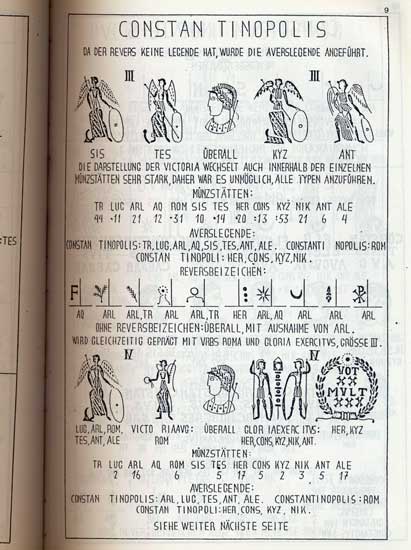 9
CONSTAN TINOPOLIS
DA DER REVERS KEINE LEGENDE HAT, WURDE DIE AVERSLEGENDE ANGEFÜHRT.
III III
SIS TES ÜBERALL KYZ ANT
DIE DARSTELLUNG DER VICTORIA WECHSELT AUCH INNERHALB DER EINZELNEN
MÜNZSTÄTTEN SEHR STARK, DAHER WAR ES UNMÖGLICH, ALLE TYPEN ANZUFÜHREN.
MÜNZSTÄTTEN:
TR LUG ARL AQ ROM SIS TES HER CONS KYZ NIK ANT ALE
44 ·11 21 12 ·31 10 ·14 ·20 ·13 ·53 21 6 4
AVERSLEGENDE:
CONSTAN TINOPOLIS: TR, LUG, ARL, AQ, SIS, TES, ANT, ALE. CONSTANTI NOPOLIS: ROM
CONSTAN TINOPOLI: HER, CONS, KYZ, NIK.
REVERSBEIZEICHEN:
F
AQ ARL ARL,TR ARL ARL,TR HER ARL,AQ ARL ARL ARL
OHNE REVERSBEIZEICHEN: ÜBERALL, MIT AUSNAHME VON ARL.
WIRD GLEICHZEITIG GEPRÄGT MIT VRBS ROMA UND GLORIA EXERCITVS, GRÖSSE III.
IV IV
VOT
XX
MVLT
XXX
LUG, ARL, ROM, VICTO RIAAVG: ÜBERALL GLOR IAEXERC ITVS: HER, KYZ
TES, ANT, ALE ROM HER, CONS, KYZ, NIK, ANT
MÜNZSTÄTTEN:
TR LUG ARL AQ ROM SIS TES HER CONS KYZ NIK ANT ALE
2 16 6 5 17 5 2 3 5 17
AVERSLEGENDE:
CONSTAN TINOPOLIS: ARL, LUG, TES, ANT, ALE. CONSTANTINOPOLIS: ROM
CONSTAN TINOPOLI: HER, CONS, KYZ, NIK.
SIEHE WEITER NÄCHSTE SEITE
:TES